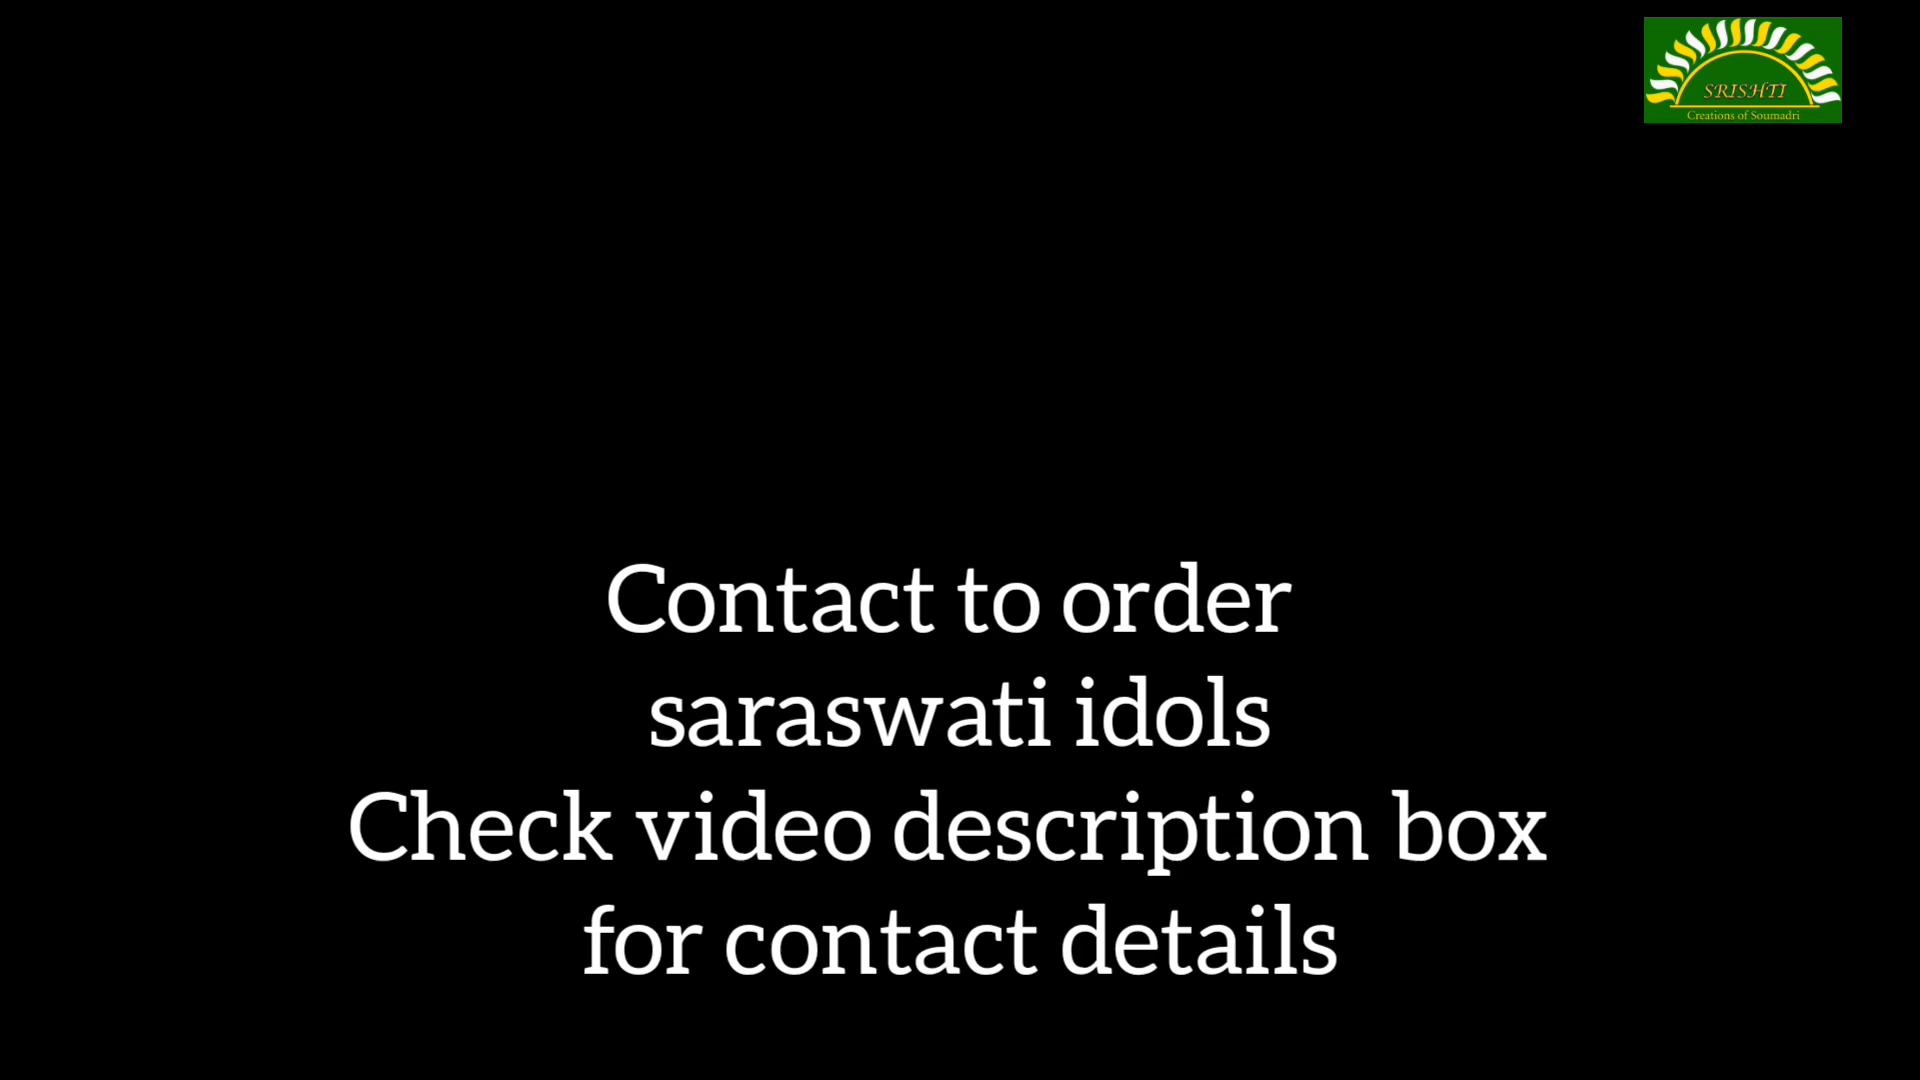 SRISHTI
Creations of Soumadri
Contact to order
saraswati idols
Check video description box
for contact details